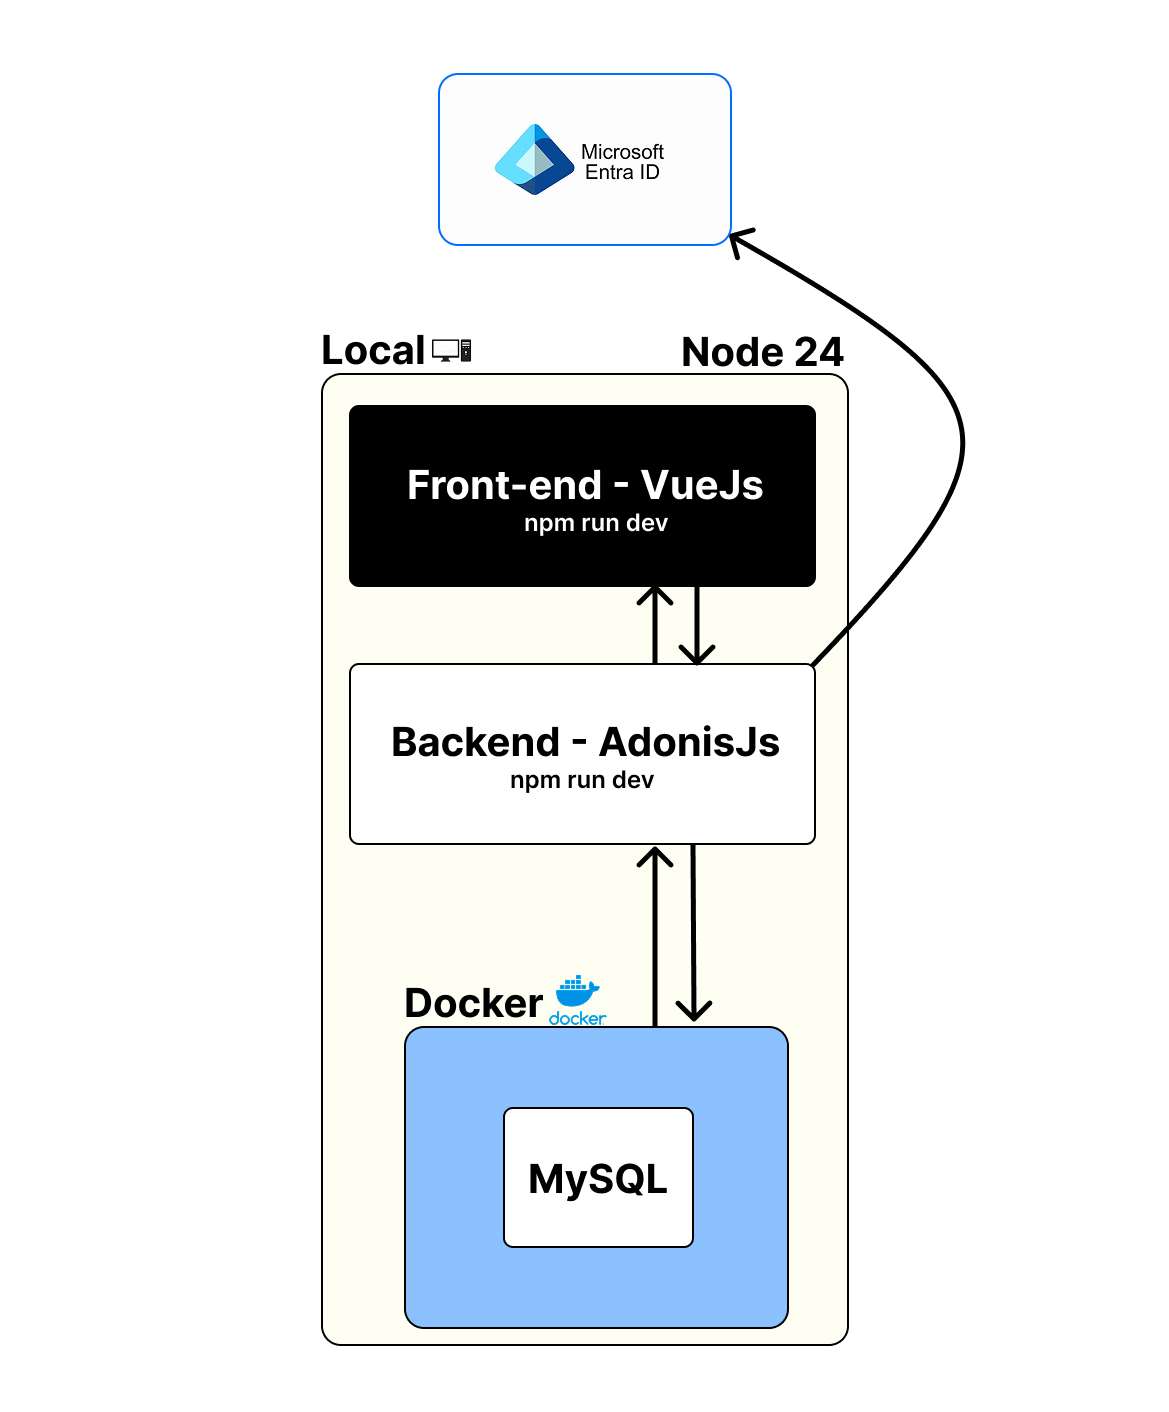 Microsoft
Entra ID
Local
Node 24
Front-end - VueJs
npm run dev
Backend - AdonisJs
npm run dev
Docker
docker
MySQL